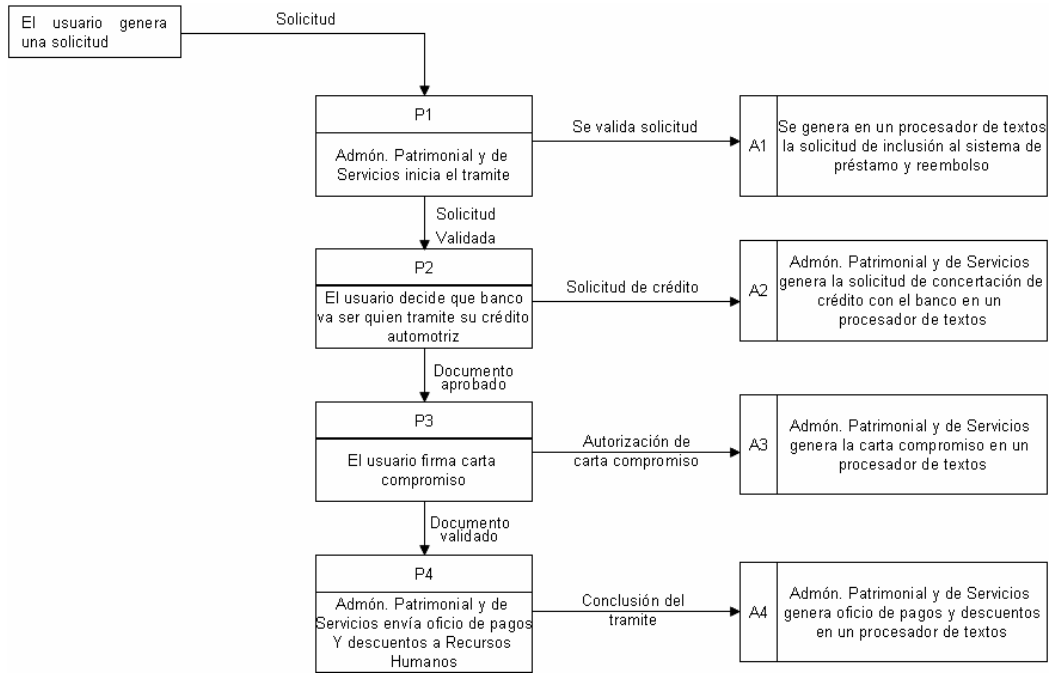 El usuario genera
una solicitud
Solicitud
P1
Admón. Patrimonial y de
Servicios inicia el tramite
Se valida solicitud
A1
Se genera en un procesador de textos
la solicitud de inclusión al sistema de
préstamo y reembolso
Solicitud
Validada
P2
El usuario decide que banco
va ser quien tramite su crédito
automotriz
Solicitud de crédito
A2
Admón. Patrimonial y de Servicios
genera la solicitud de concertación de
crédito con el banco en un
procesador de textos
Documento
aprobado
P3
El usuario firma carta
compromiso
Autorización de
carta compromiso
A3
Admón. Patrimonial y de Servicios
genera la carta compromiso en un
procesador de textos
Documento
validado
P4
Admón. Patrimonial y de
Servicios envía oficio de pagos
Y descuentos a Recursos
Humanos
Conclusión del
tramite
A4
Admón. Patrimonial y de Servicios
genera oficio de pagos y descuentos
en un procesador de textos